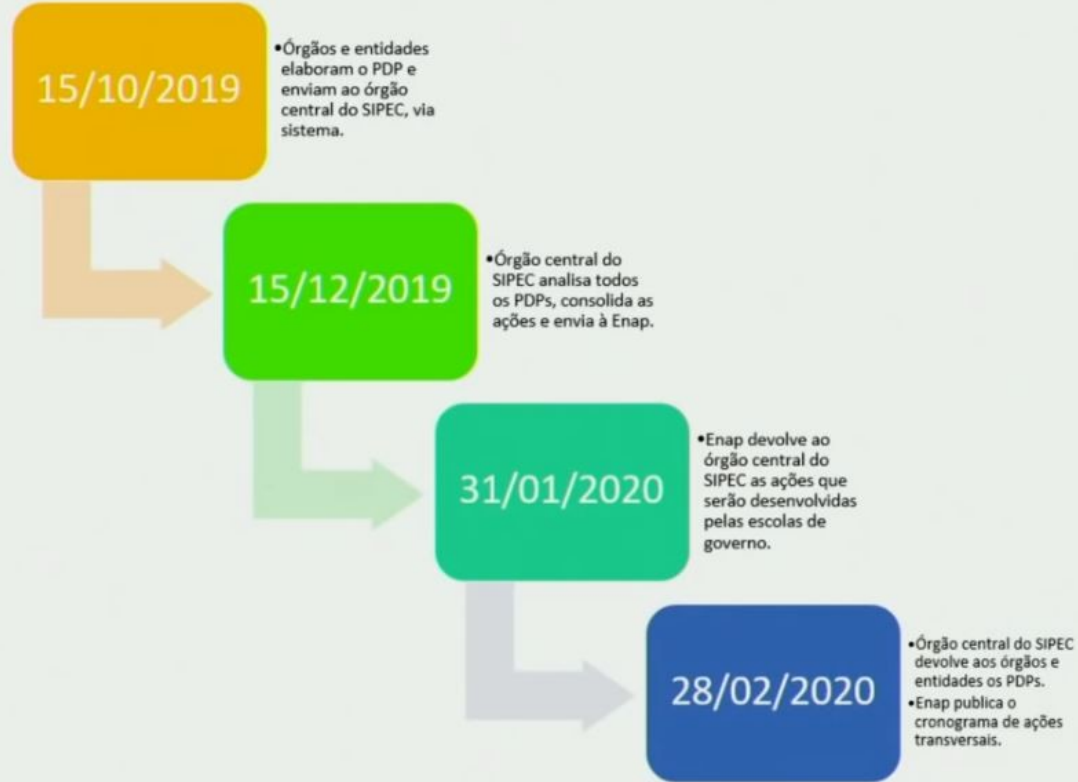 15/10/2019
•Órgãos e entidades
elaboram o PDP e
enviam ao órgão
central do SIPEC, via
sistema.
15/12/2019
•Órgão central do
SIPEC analisa todos
os PDPs, consolida as
ações e envia à Enap.
31/01/2020
•Enap devolve ao
órgão central do
SIPEC as ações que
serão desenvolvidas
pelas escolas de
governo.
28/02/2020
•Órgão central do SIPEC
devolve aos órgãos e
entidades os PDPs.
•Enap publica o
cronograma de ações
transversais.